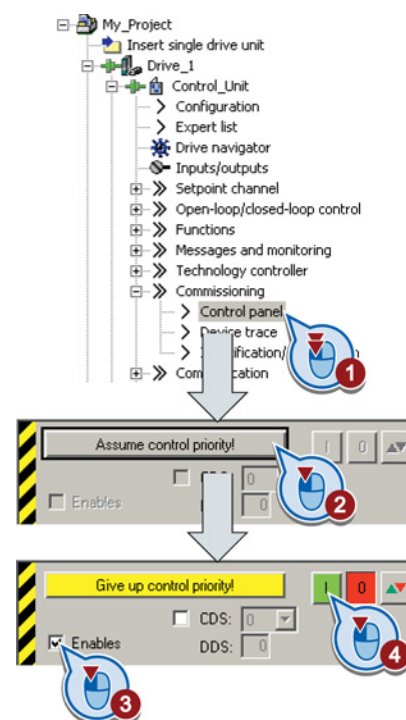 My_Project
Insert single drive unit
Drive_1
Control_Unit
Configuration
Expert list
Drive navigator
Inputs/outputs
Setpoint channel
Open-loop/closed-loop control
Functions
Messages and monitoring
Technology controller
Commissioning
Control panel
Device trace
1
Assume control priority!
I 0
0
Enables
0
2
Give up control priority!
I 0
CDS: 0
Enables DDS: 0
3
4